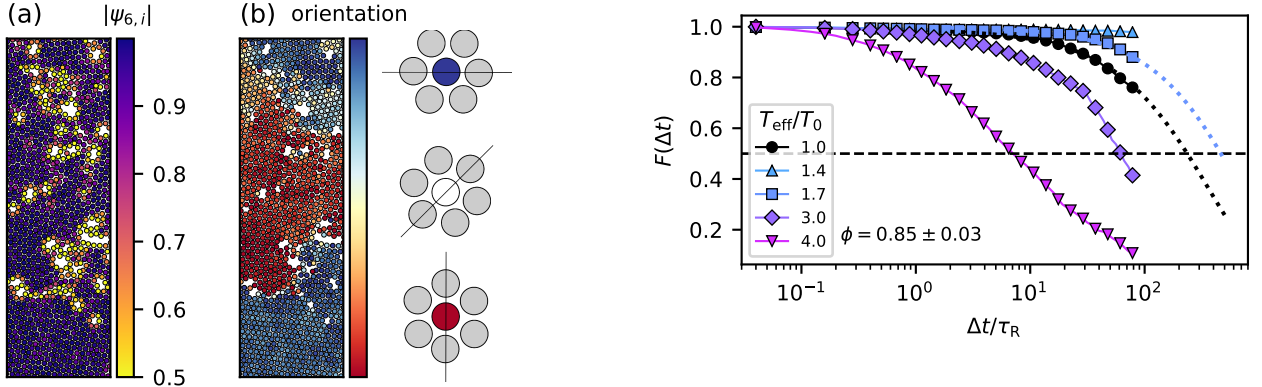 (a)
|ψ6,i|
0.9
0.8
0.7
0.6
0.5
(b) orientation
F(Δt)
1.0
0.8
0.6
0.4
0.2
Teff/T0
1.0
1.4
1.7
3.0
4.0
ϕ = 0.85 ± 0.03
10−1
100
101
102
Δt/τR